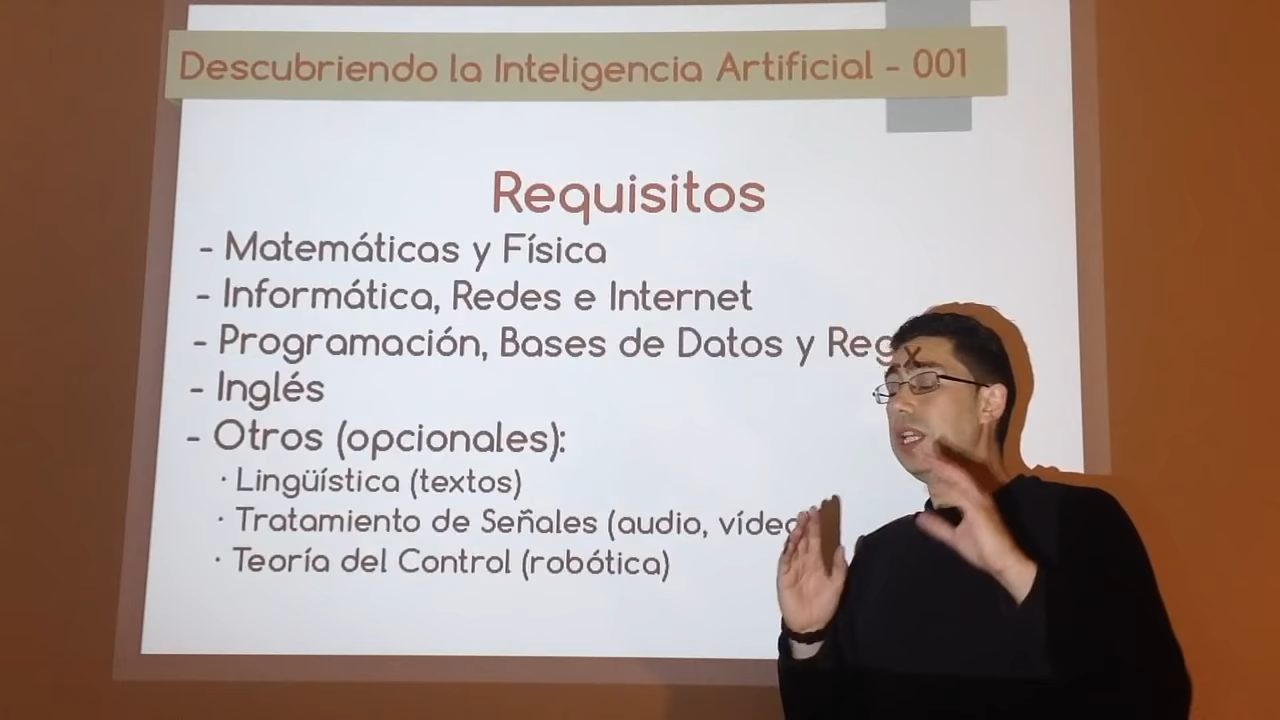 Descubriendo la Inteligencia Artificial - 001
Requisitos
- Matemáticas y Física
- Informática, Redes e Internet
- Programación, Bases de Datos y
- Inglés
- Otros (opcionales):
· Lingüística (textos)
· Tratamiento de Señales (audio,
· Teoría del Control (robótica)